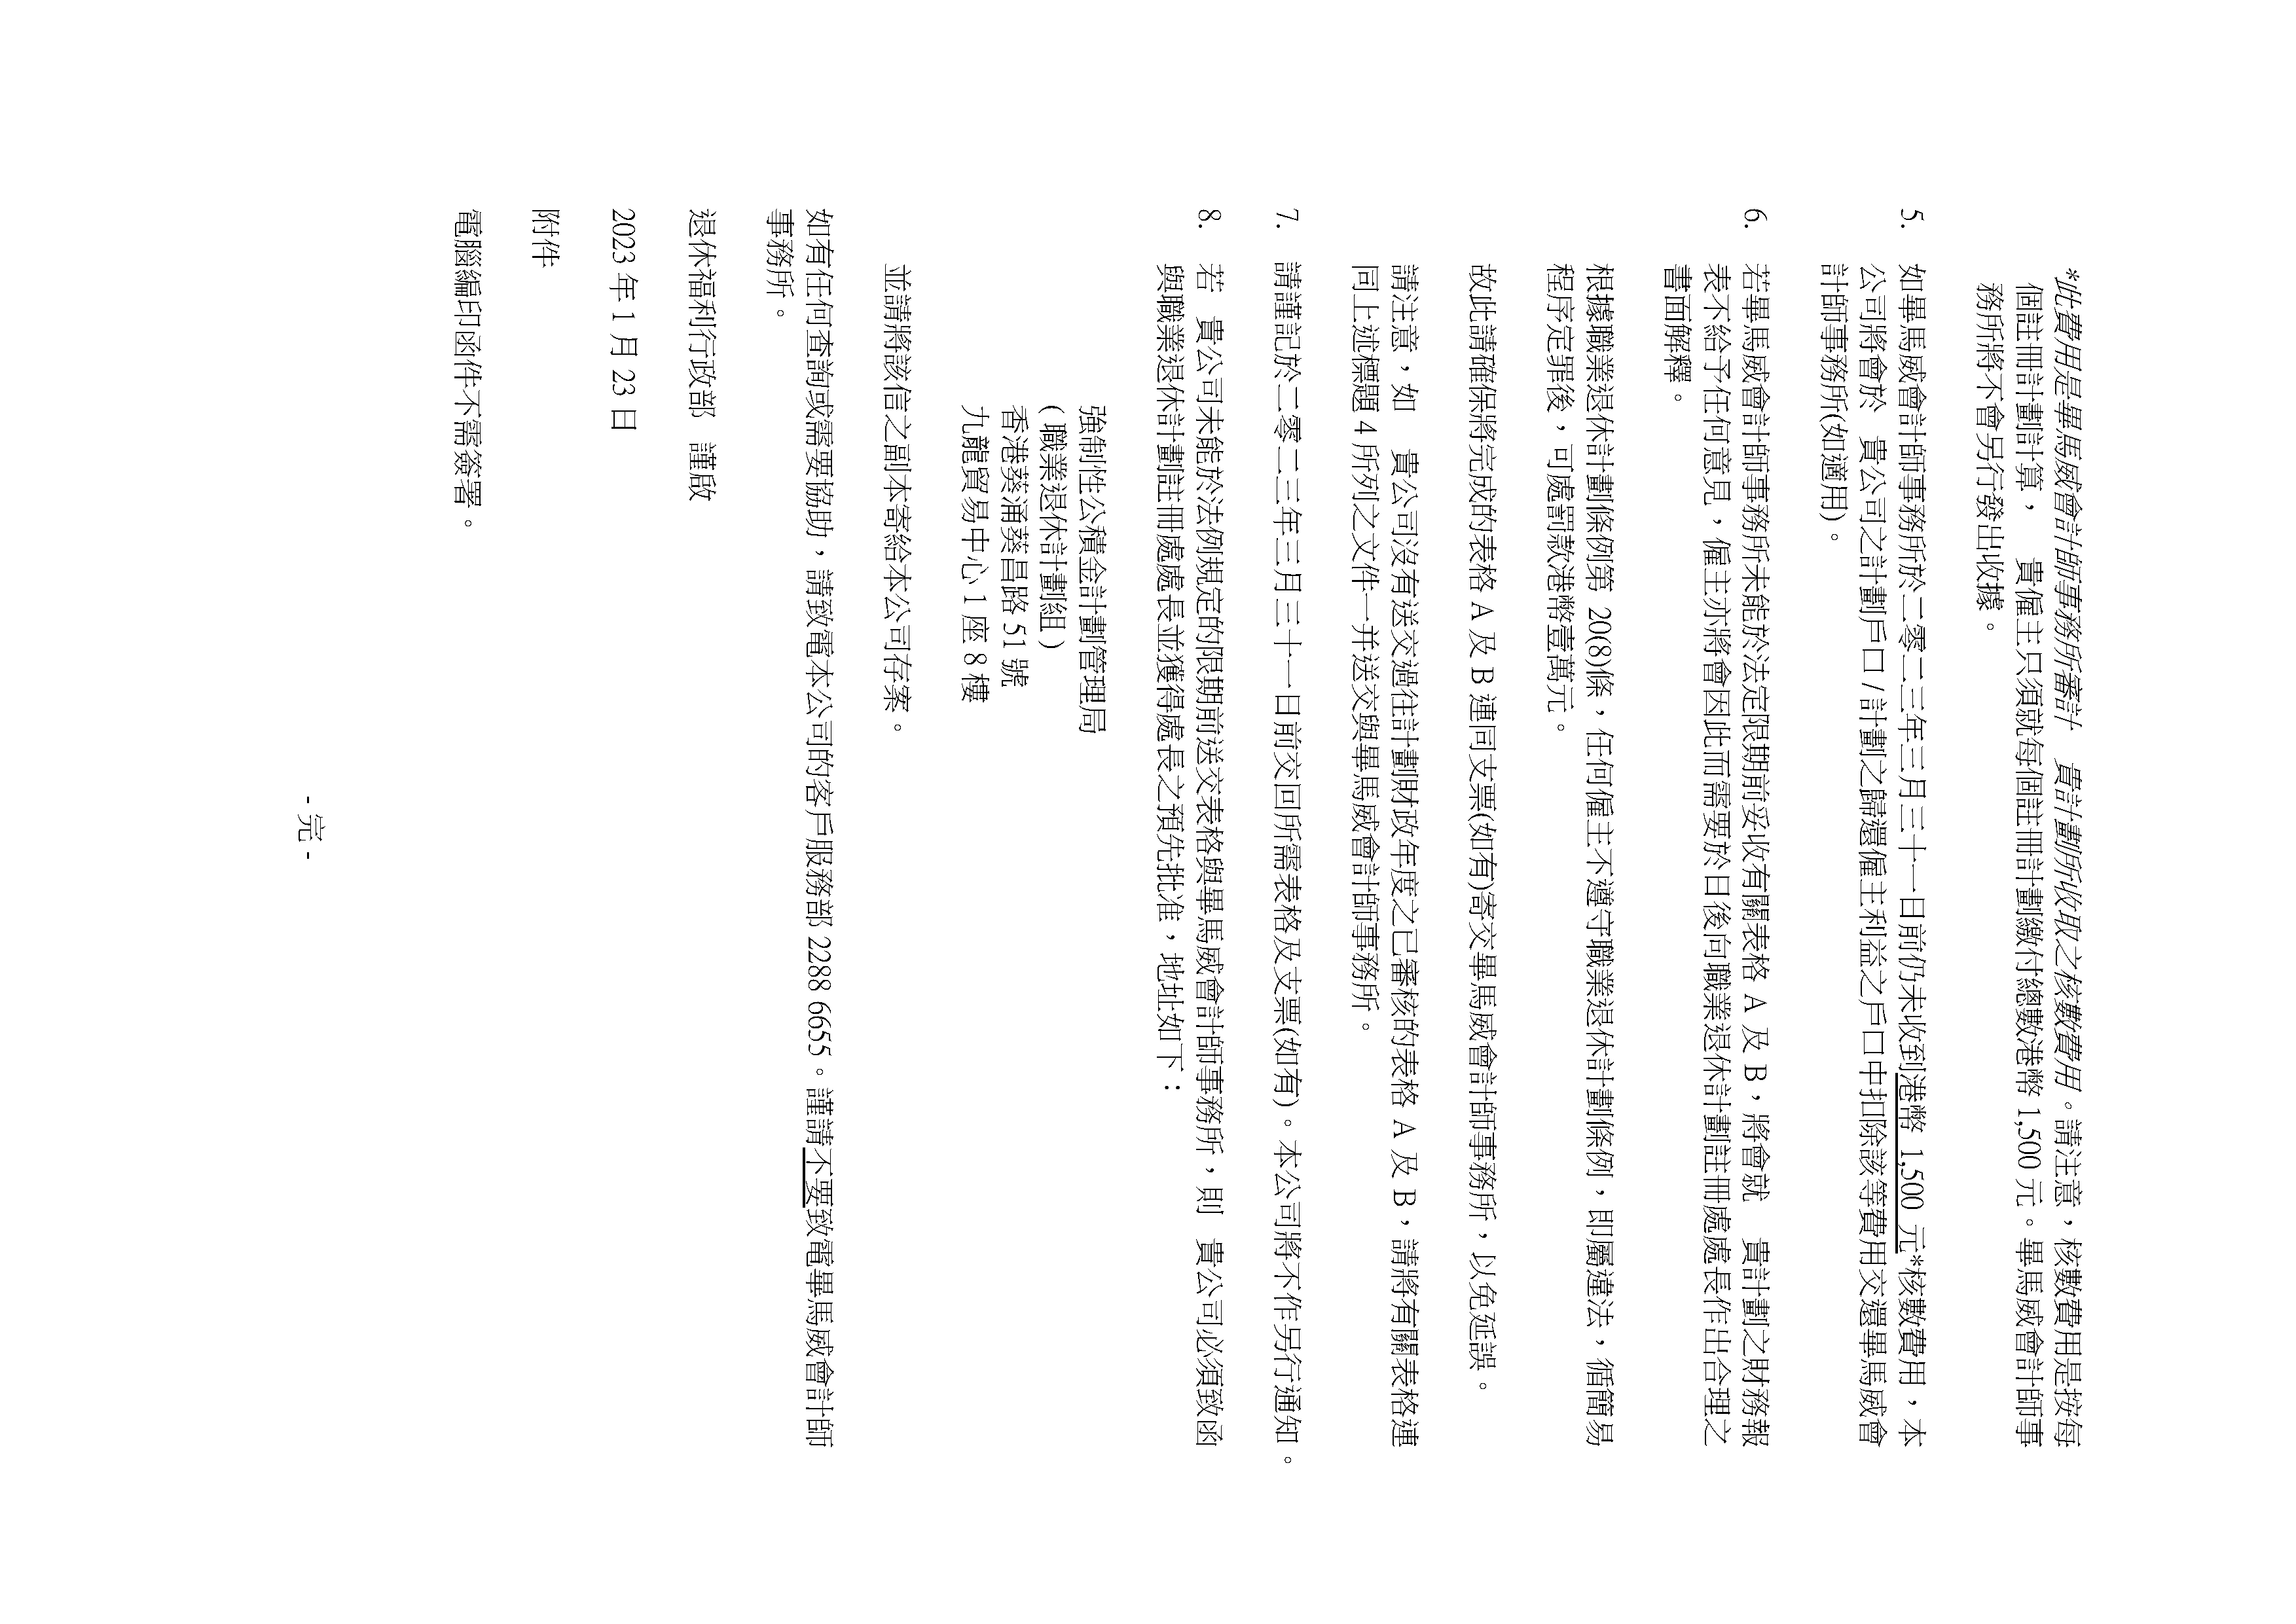 *此費用是畢馬威會計師事務所審計　貴計劃所收取之核數費用。請注意，核數費用是按每
個註冊計劃計算，　貴僱主只須就每個註冊計劃繳付總數港幣 1,500 元。畢馬威會計師事
務所將不會另行發出收據。
5. 如畢馬威會計師事務所於二零二三年三月三十一日前仍未收到港幣 1,500 元*核數費用，本
公司將會於　貴公司之計劃戶口 / 計劃之歸還僱主利益之戶口中扣除該等費用交還畢馬威會
計師事務所(如適用)。
6. 若畢馬威會計師事務所未能於法定限期前妥收有關表格 A 及 B，將會就　貴計劃之財務報
表不給予任何意見，僱主亦將會因此而需要於日後向職業退休計劃註冊處處長作出合理之
書面解釋。
根據職業退休計劃條例第 20(8)條，任何僱主不遵守職業退休計劃條例，即屬違法，循簡易
程序定罪後，可處罰款港幣壹萬元。
故此請確保將完成的表格 A 及 B 連同支票(如有)寄交畢馬威會計師事務所，以免延誤。
請注意，如　貴公司沒有送交過往計劃財政年度之已審核的表格 A 及 B，請將有關表格連
同上述標題 4 所列之文件一并送交與畢馬威會計師事務所。
7. 請謹記於二零二三年三月三十一日前交回所需表格及支票(如有)。本公司將不作另行通知。
8. 若　貴公司未能於法例規定的限期前送交表格與畢馬威會計師事務所，則　貴公司必須致函
與職業退休計劃註冊處處長並獲得處長之預先批准，地址如下：
強制性公積金計劃管理局
( 職業退休計劃組 )
香港葵涌葵昌路 51 號
九龍貿易中心 1 座 8 樓
並請將該信之副本寄給本公司存案。
如有任何查詢或需要協助，請致電本公司的客戶服務部 2288 6655。謹請不要致電畢馬威會計師
事務所。
退休福利行政部　謹啟
2023 年 1 月 23 日
附件
電腦編印函件不需簽署。
- 完 -